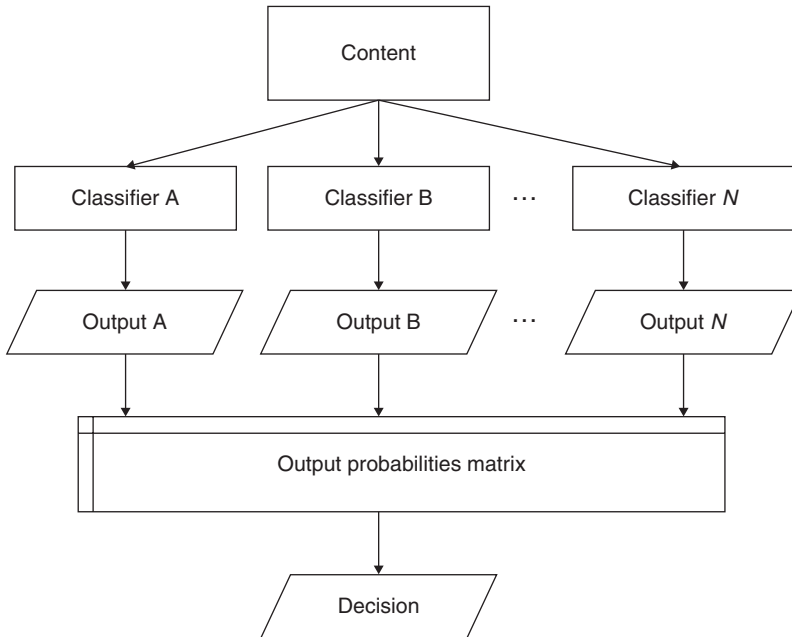 Content
Classifier A
Classifier B
...
Classifier N
Output A
Output B
...
Output N
Output probabilities matrix
Decision